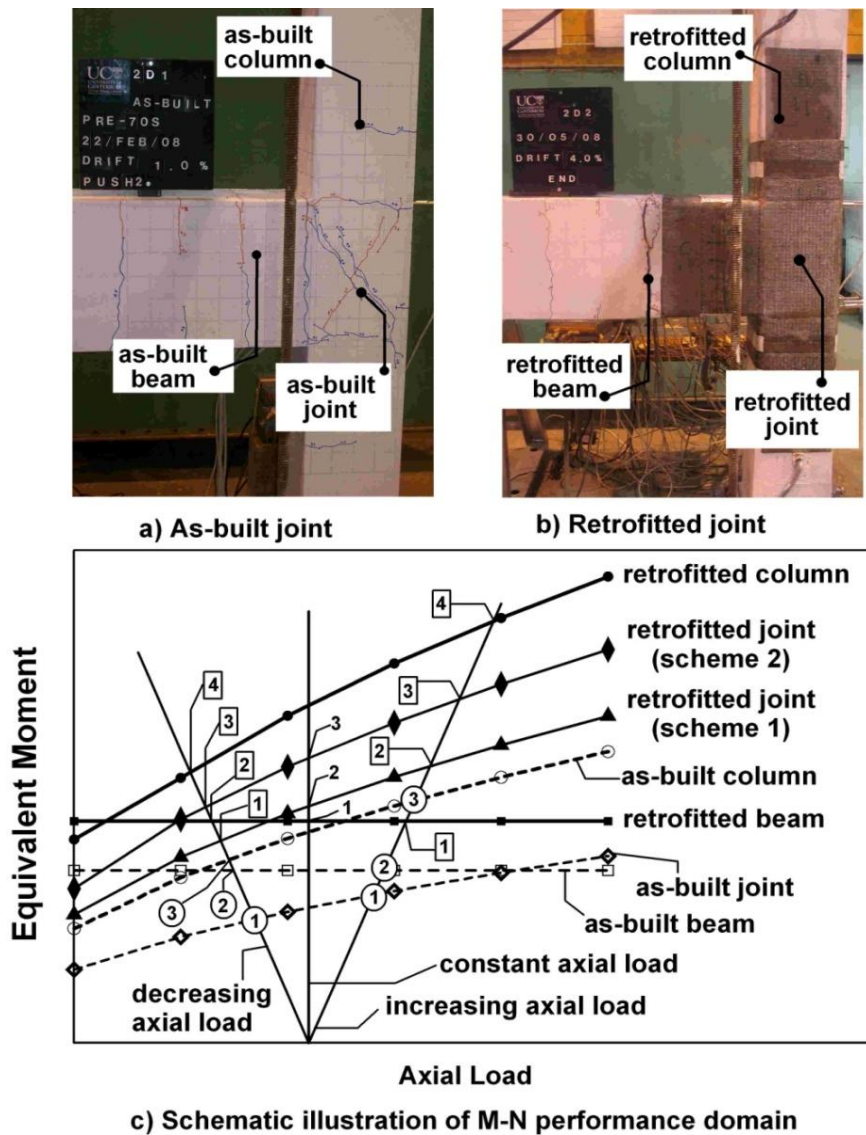 as-built
column
UC
2D1
AS-BUILT
PRE-70S
22/FEB/08
DRIFT 1.0%
PUSH2.
as-built
beam
as-built
joint
retrofitted
column
UC
2D2
30/05/08
DRIFT 4.0%
END
retrofitted
beam
retrofitted
joint
a) As-built joint
b) Retrofitted joint
Equivalent Moment
4
3
2
1
3
2
1
4
3
2
1
3
2
1
3
2
1
retrofitted column
retrofitted joint
(scheme 2)
retrofitted joint
(scheme 1)
as-built column
retrofitted beam
as-built joint
as-built beam
decreasing
axial load
constant axial load
increasing axial load
Axial Load
c) Schematic illustration of M-N performance domain